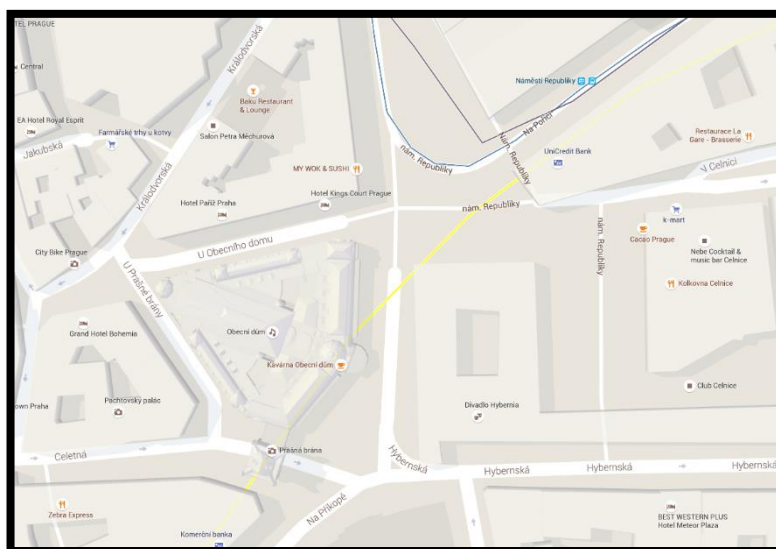 TEL PRAGUE
Central
EA Hotel Royal Esprit
Farmářské trhy u kotvy
Jakubská
Králodvorská
Králodvorská
Baku Restaurant
& Lounge
Salon Petra Měchurová
MY WOK & SUSHI
Hotel Kings Court Prague
Hotel Paříž Praha
City Bike Prague
U Prašné brány
U Obecního domu
nám. Republiky
Náměstí Republiky
Na Poříčí
nám. Republiky
UniCredit Bank
Restaurace La
Gare - Brasserie
V Celnici
nám. Republiky
nám. Republiky
k-mart
Cacao Prague
Nebe Cocktail &
music bar Celnice
Kolkovna Celnice
Grand Hotel Bohemia
Obecní dům
Kavárna Obecní dům
Pachtovský palác
own Praha
Divadlo Hybernia
Club Celnice
Celetná
Prašná brána
Hybernská
Hybernská
Hybernská
Hybernská
Na Příkopě
Zebra Express
Komerční banka
BEST WESTERN PLUS
Hotel Meteor Plaza